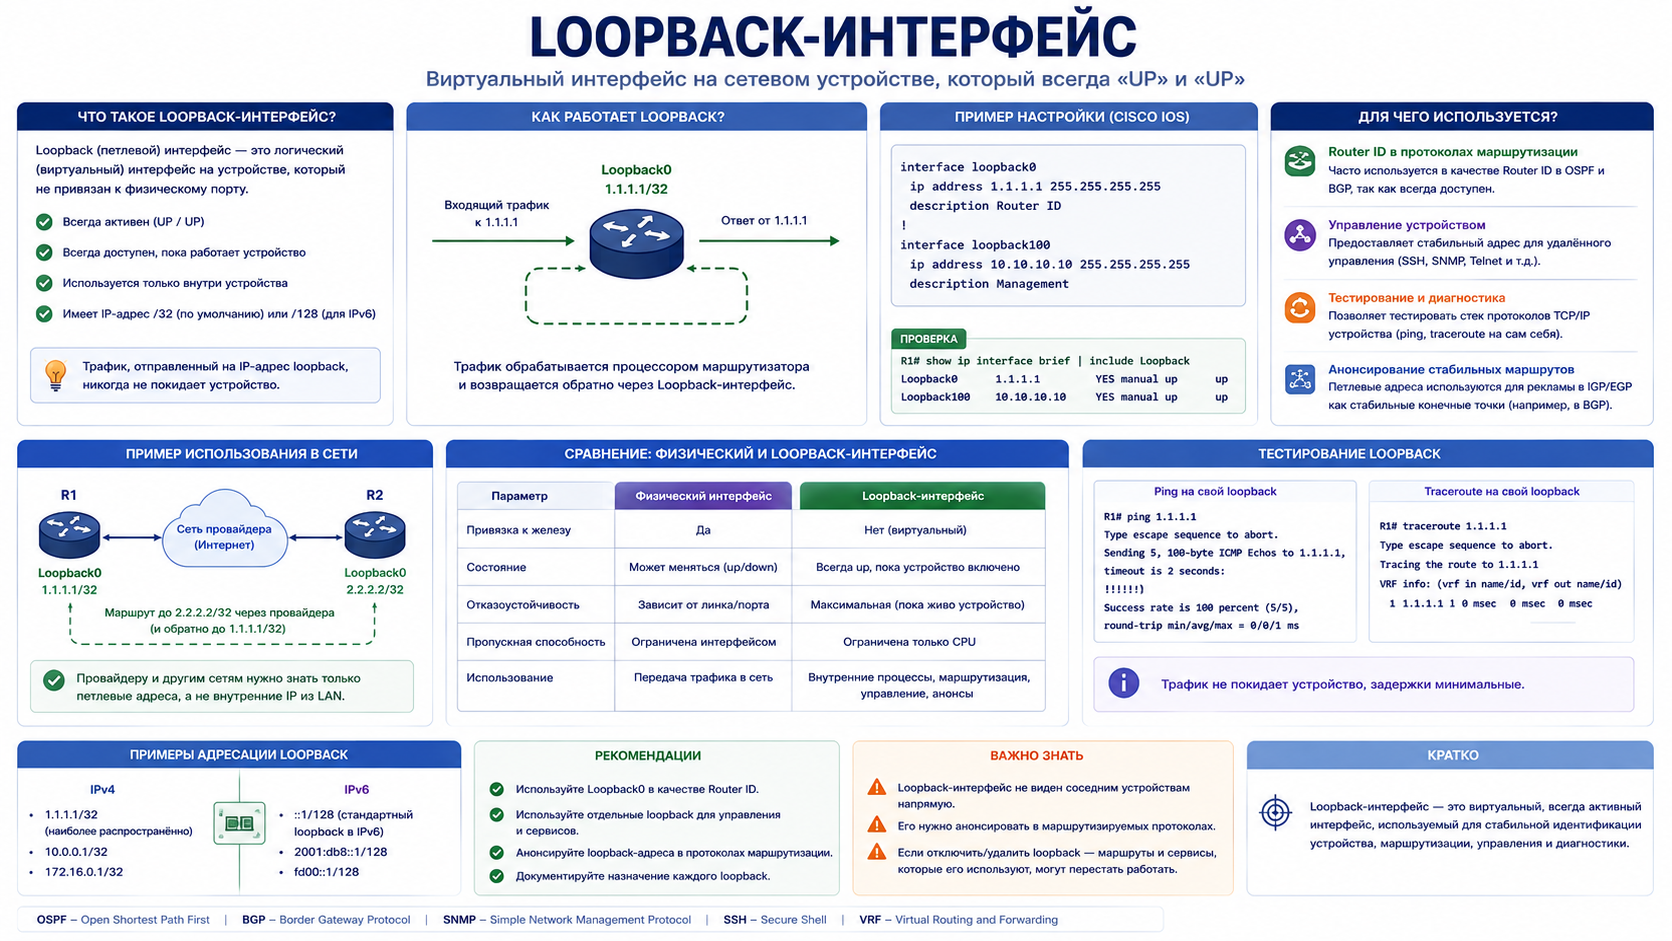 LOOPBACK-ИНТЕРФЕЙС
Виртуальный интерфейс на сетевом устройстве, который всегда «UP» и «UP»
ЧТО ТАКОЕ LOOPBACK-ИНТЕРФЕЙС?
Loopback (петлевой) интерфейс — это логический
(виртуальный) интерфейс на устройстве, который
не привязан к физическому порту.
Всегда активен (UP / UP)
Всегда доступен, пока работает устройство
Используется только внутри устройства
Имеет IP-адрес /32 (по умолчанию) или /128 (для IPv6)
Трафик, отправленный на IP-адрес loopback,
никогда не покидает устройство.
КАК РАБОТАЕТ LOOPBACK?
Loopback0
1.1.1.1/32
Входящий трафик
к 1.1.1.1
Ответ от 1.1.1.1
Трафик обрабатывается процессором маршрутизатора
и возвращается обратно через Loopback-интерфейс.
ПРИМЕР НАСТРОЙКИ (CISCO IOS)
interface loopback0
ip address 1.1.1.1 255.255.255.255
description Router ID
!
interface loopback100
ip address 10.10.10.10 255.255.255.255
description Management
ПРОВЕРКА
R1# show ip interface brief | include Loopback
Loopback0 1.1.1.1 YES manual up up
Loopback100 10.10.10.10 YES manual up up
ДЛЯ ЧЕГО ИСПОЛЬЗУЕТСЯ?
Router ID в протоколах маршрутизации
Часто используется в качестве Router ID в OSPF и
BGP, так как всегда доступен.
Управление устройством
Предоставляет стабильный адрес для удалённого
управления (SSH, SNMP, Telnet и т.д.).
Тестирование и диагностика
Позволяет тестировать стек протоколов TCP/IP
устройства (ping, traceroute на сам себя).
Анонсирование стабильных маршрутов
Петлевые адреса используются для рекламы в IGP/EGP
как стабильные конечные точки (например, в BGP).
ПРИМЕР ИСПОЛЬЗОВАНИЯ В СЕТИ
R1
R2
Сеть провайдера
(Интернет)
Loopback0
1.1.1.1/32
Loopback0
2.2.2.2/32
Маршрут до 2.2.2.2/32 через провайдера
(и обратно до 1.1.1.1/32)
Провайдеру и другим сетям нужно знать только
петлевые адреса, а не внутренние IP из LAN.
СРАВНЕНИЕ: ФИЗИЧЕСКИЙ И LOOPBACK-ИНТЕРФЕЙС
Параметр Физический интерфейс Loopback-интерфейс
Привязка к железу Да Нет (виртуальный)
Состояние Может меняться (up/down) Всегда up, пока устройство включено
Отказоустойчивость Зависит от линка/порта Максимальная (пока живо устройство)
Пропускная способность Ограничена интерфейсом Ограничена только CPU
Использование Передача трафика в сеть Внутренние процессы, маршрутизация,
управление, анонсы
ТЕСТИРОВАНИЕ LOOPBACK
Ping на свой loopback
R1# ping 1.1.1.1
Type escape sequence to abort.
Sending 5, 100-byte ICMP Echos to 1.1.1.1,
timeout is 2 seconds:
!!!!!!)
Success rate is 100 percent (5/5),
round-trip min/avg/max = 0/0/1 ms
Traceroute на свой loopback
R1# traceroute 1.1.1.1
Type escape sequence to abort.
Tracing the route to 1.1.1.1
VRF info: (vrf in name/id, vrf out name/id)
1 1.1.1.1 1 0 msec 0 msec 0 msec
Трафик не покидает устройство, задержки минимальные.
ПРИМЕРЫ АДРЕСАЦИИ LOOPBACK
IPv4
• 1.1.1.1/32
(наиболее распространённо)
• 10.0.0.1/32
• 172.16.0.1/32
IPv6
• ::1/128 (стандартный
loopback в IPv6)
• 2001:db8::1/128
• fd00::1/128
РЕКОМЕНДАЦИИ
Используйте Loopback0 в качестве Router ID.
Используйте отдельные loopback для управления
и сервисов.
Анонсируйте loopback-адреса в протоколах маршрутизации.
Документируйте назначение каждого loopback.
ВАЖНО ЗНАТЬ
Loopback-интерфейс не виден соседним устройствам
напрямую.
Его нужно анонсировать в маршрутизируемых протоколах.
Если отключить/удалить loopback — маршруты и сервисы,
которые его используют, могут перестать работать.
КРАТКО
Loopback-интерфейс — это виртуальный, всегда активный
интерфейс, используемый для стабильной идентификации
устройства, маршрутизации, управления и диагностики.
OSPF – Open Shortest Path First | BGP – Border Gateway Protocol | SNMP – Simple Network Management Protocol | SSH – Secure Shell | VRF – Virtual Routing and Forwarding